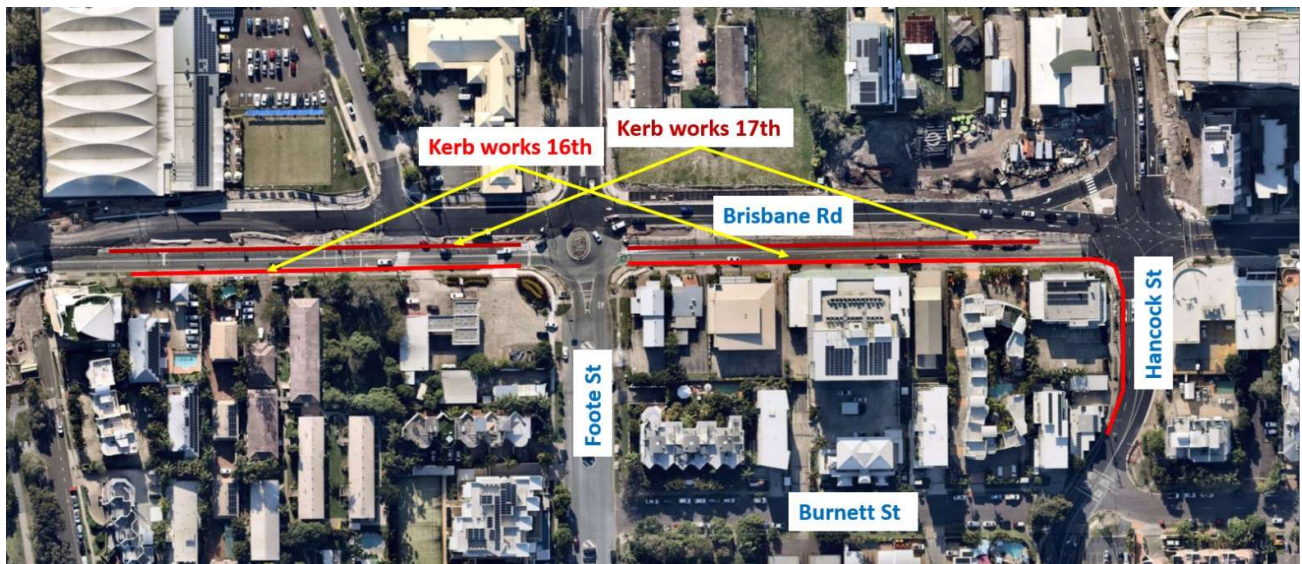 Kerb works 17th
Kerb works 16th
Brisbane Rd
Foote St
Hancock St
Burnett St